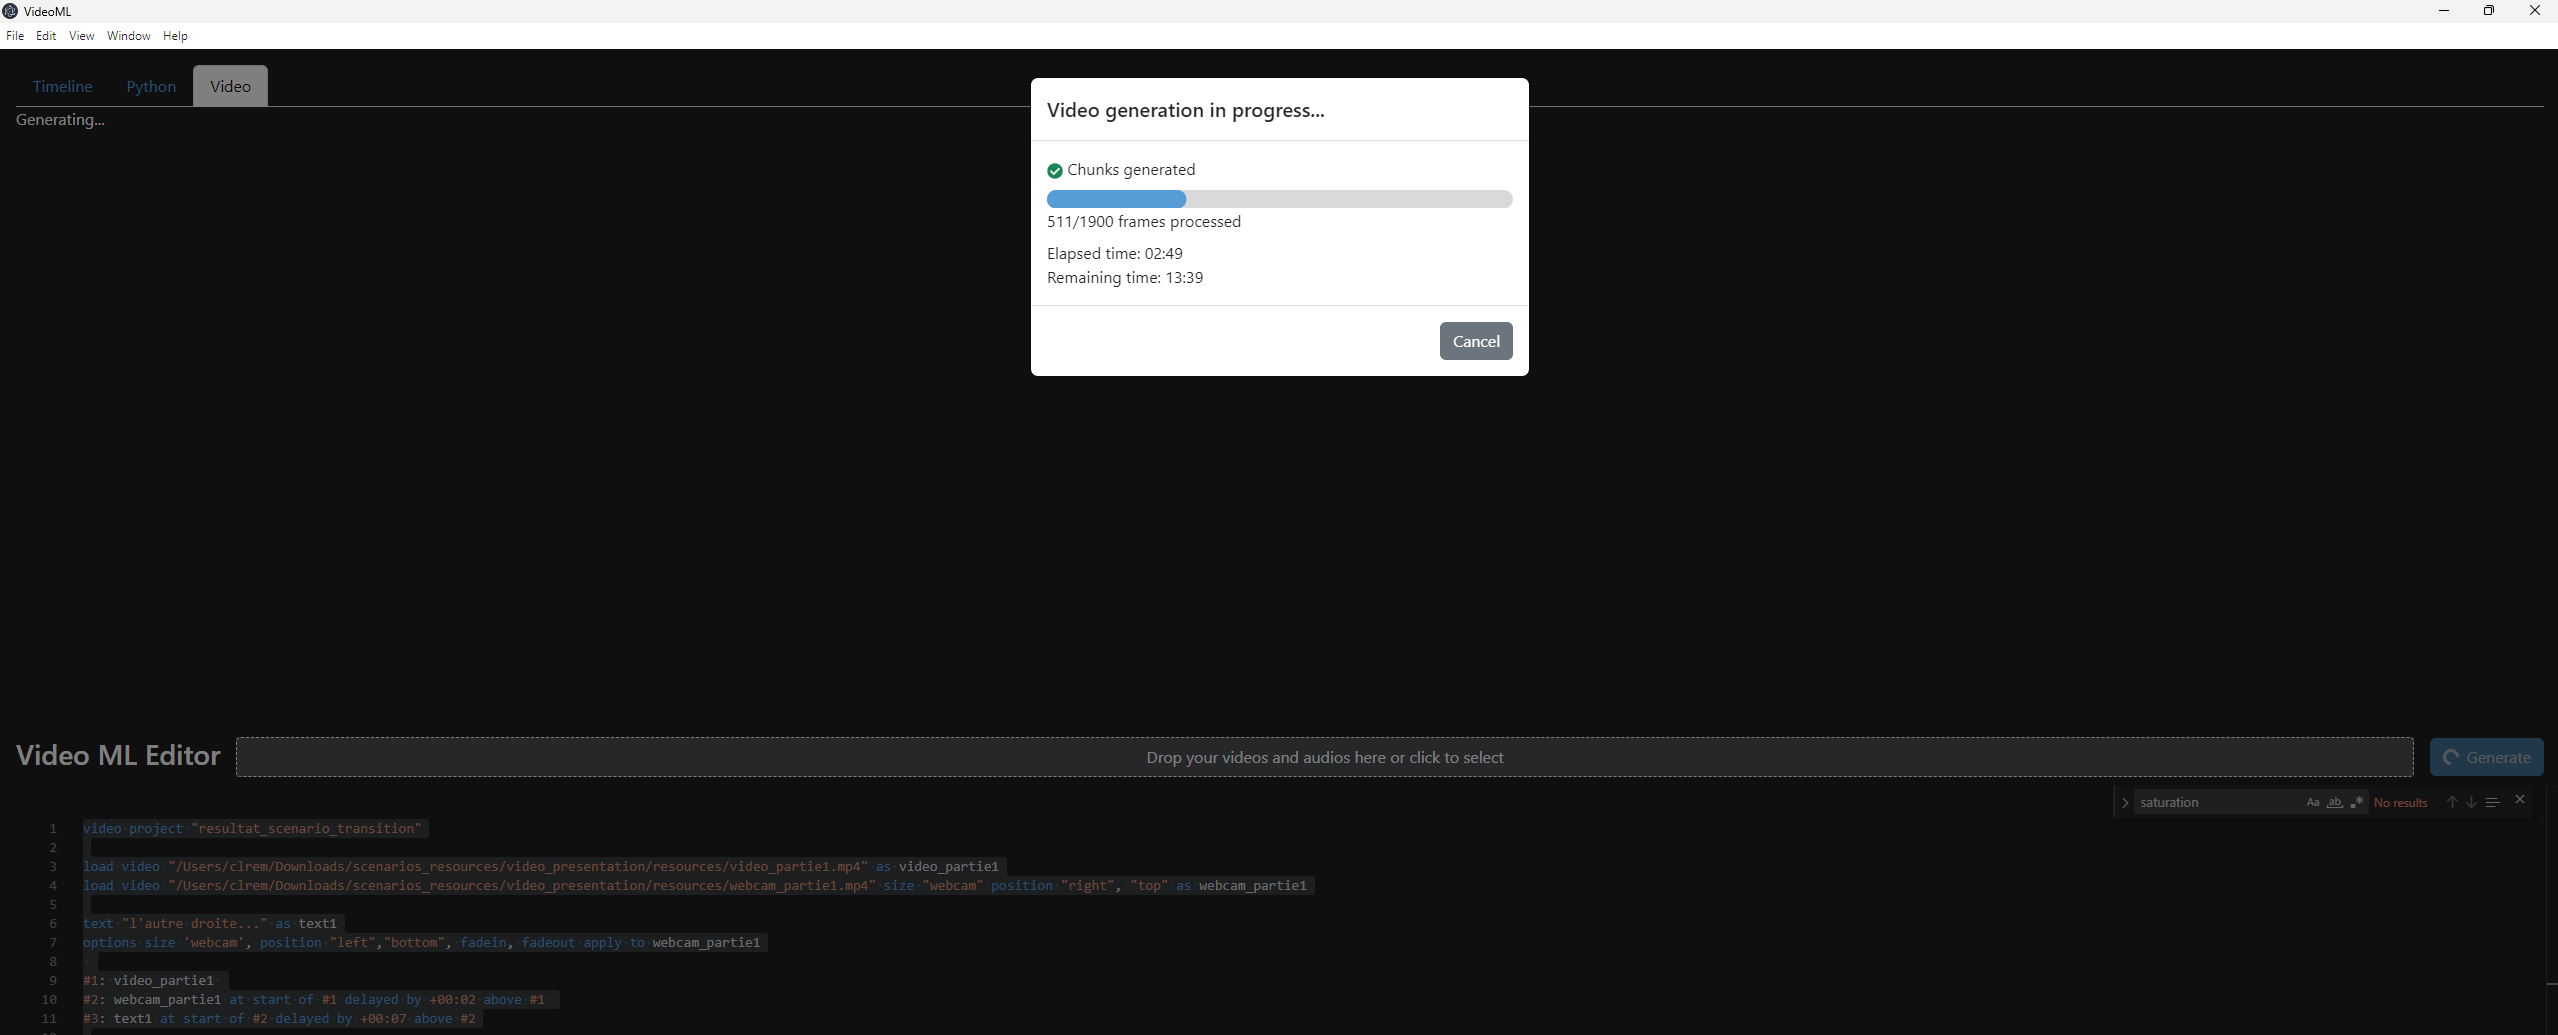 VideoML
File Edit View Window Help
Timeline Python Video
Generating...
Video generation in progress...
Chunks generated
511/1900 frames processed
Elapsed time: 02:49
Remaining time: 13:39
Cancel
Video ML Editor Drop your videos and audios here or click to select Generate
saturation Aa ab .* No results
1 video project "resultat_scenario_transition"
2
3 load video "/Users/clrem/Downloads/scenarios_resources/video_presentation/resources/video_partie1.mp4" as video_partie1
4 load video "/Users/clrem/Downloads/scenarios_resources/video_presentation/resources/webcam_partie1.mp4" size "webcam" position "right", "top" as webcam_partie1
5
6 text "l'autre droite..." as text1
7 options size 'webcam', position "left","bottom", fadein, fadeout apply to webcam_partie1
8
9 #1: video_partie1
10 #2: webcam_partie1 at start of #1 delayed by +00:02 above #1
11 #3: text1 at start of #2 delayed by +00:07 above #2